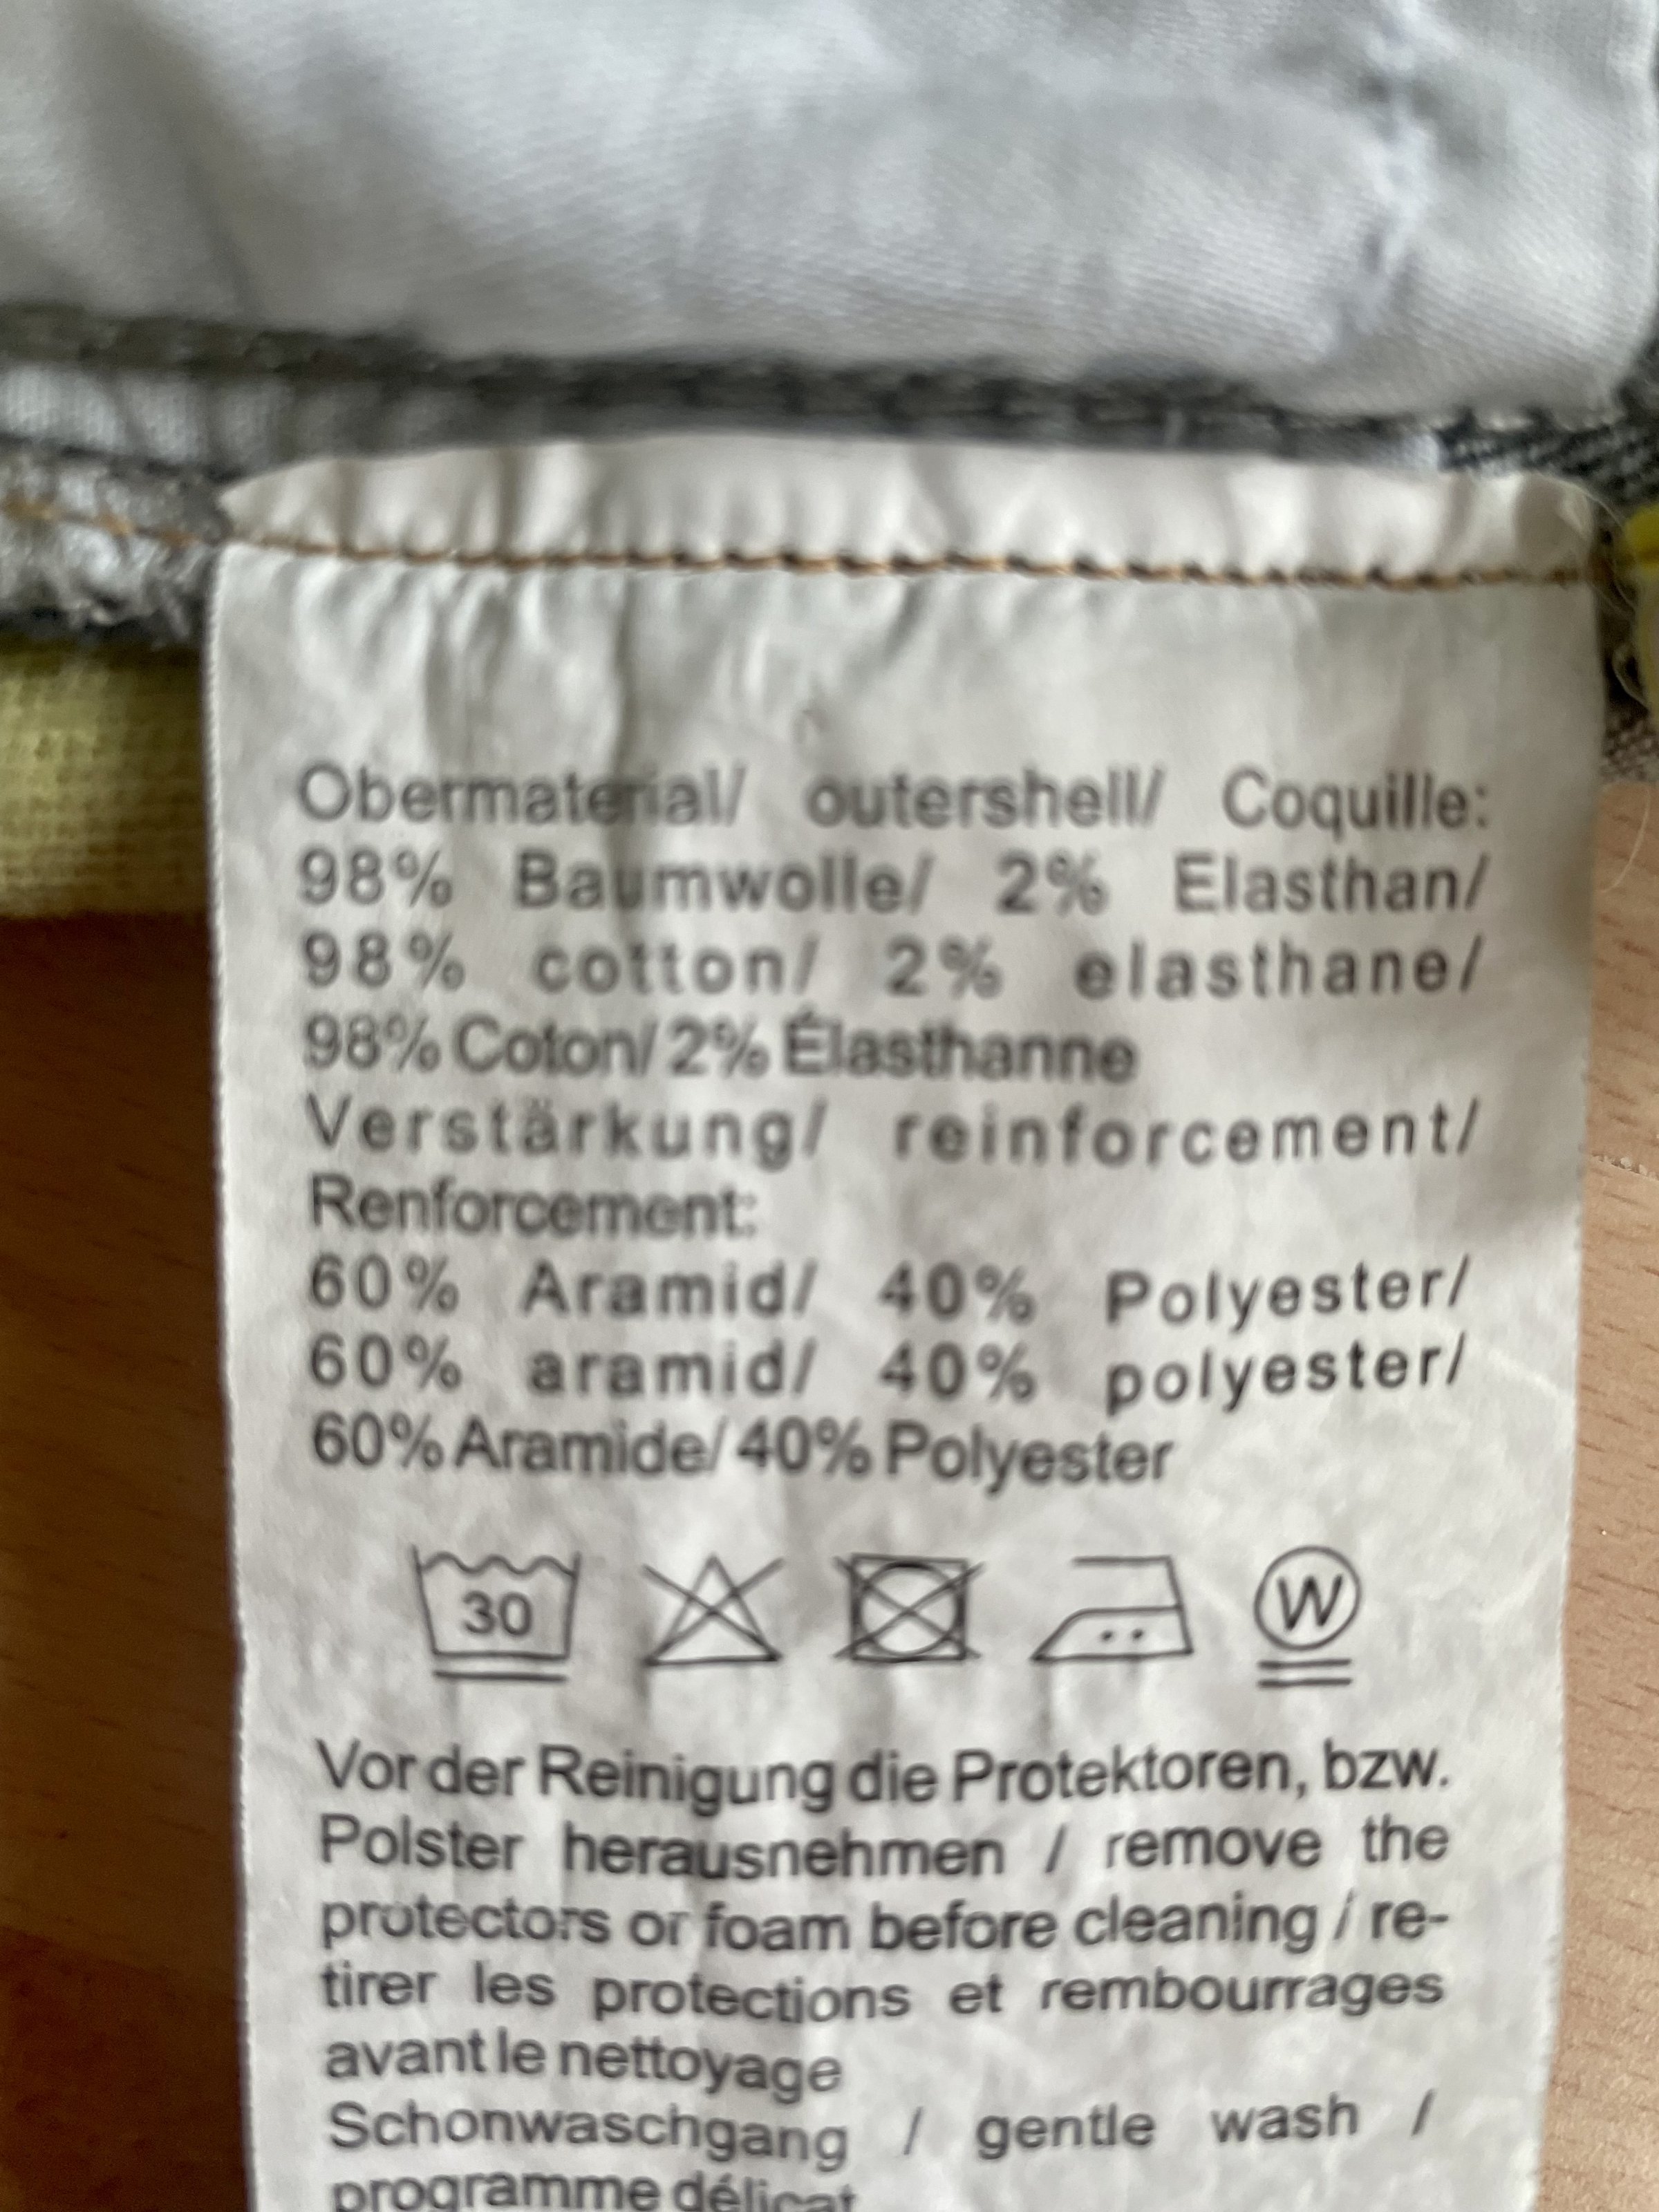 Obermaterial/ outershell/ Coquille:
98% Baumwolle/ 2% Elasthan/
98% cotton/ 2% elasthane/
98% Coton/ 2% Élasthanne
Verstärkung/ reinforcement/
Renforcement:
60% Aramid/ 40% Polyester/
60% aramid/ 40% polyester/
60% Aramide/ 40% Polyester
30 W
Vor der Reinigung die Protektoren, bzw.
Polster herausnehmen / remove the
protectors or foam before cleaning / re-
tirer les protections et rembourrages
avant le nettoyage
Schonwaschgang / gentle wash /
programme délicat